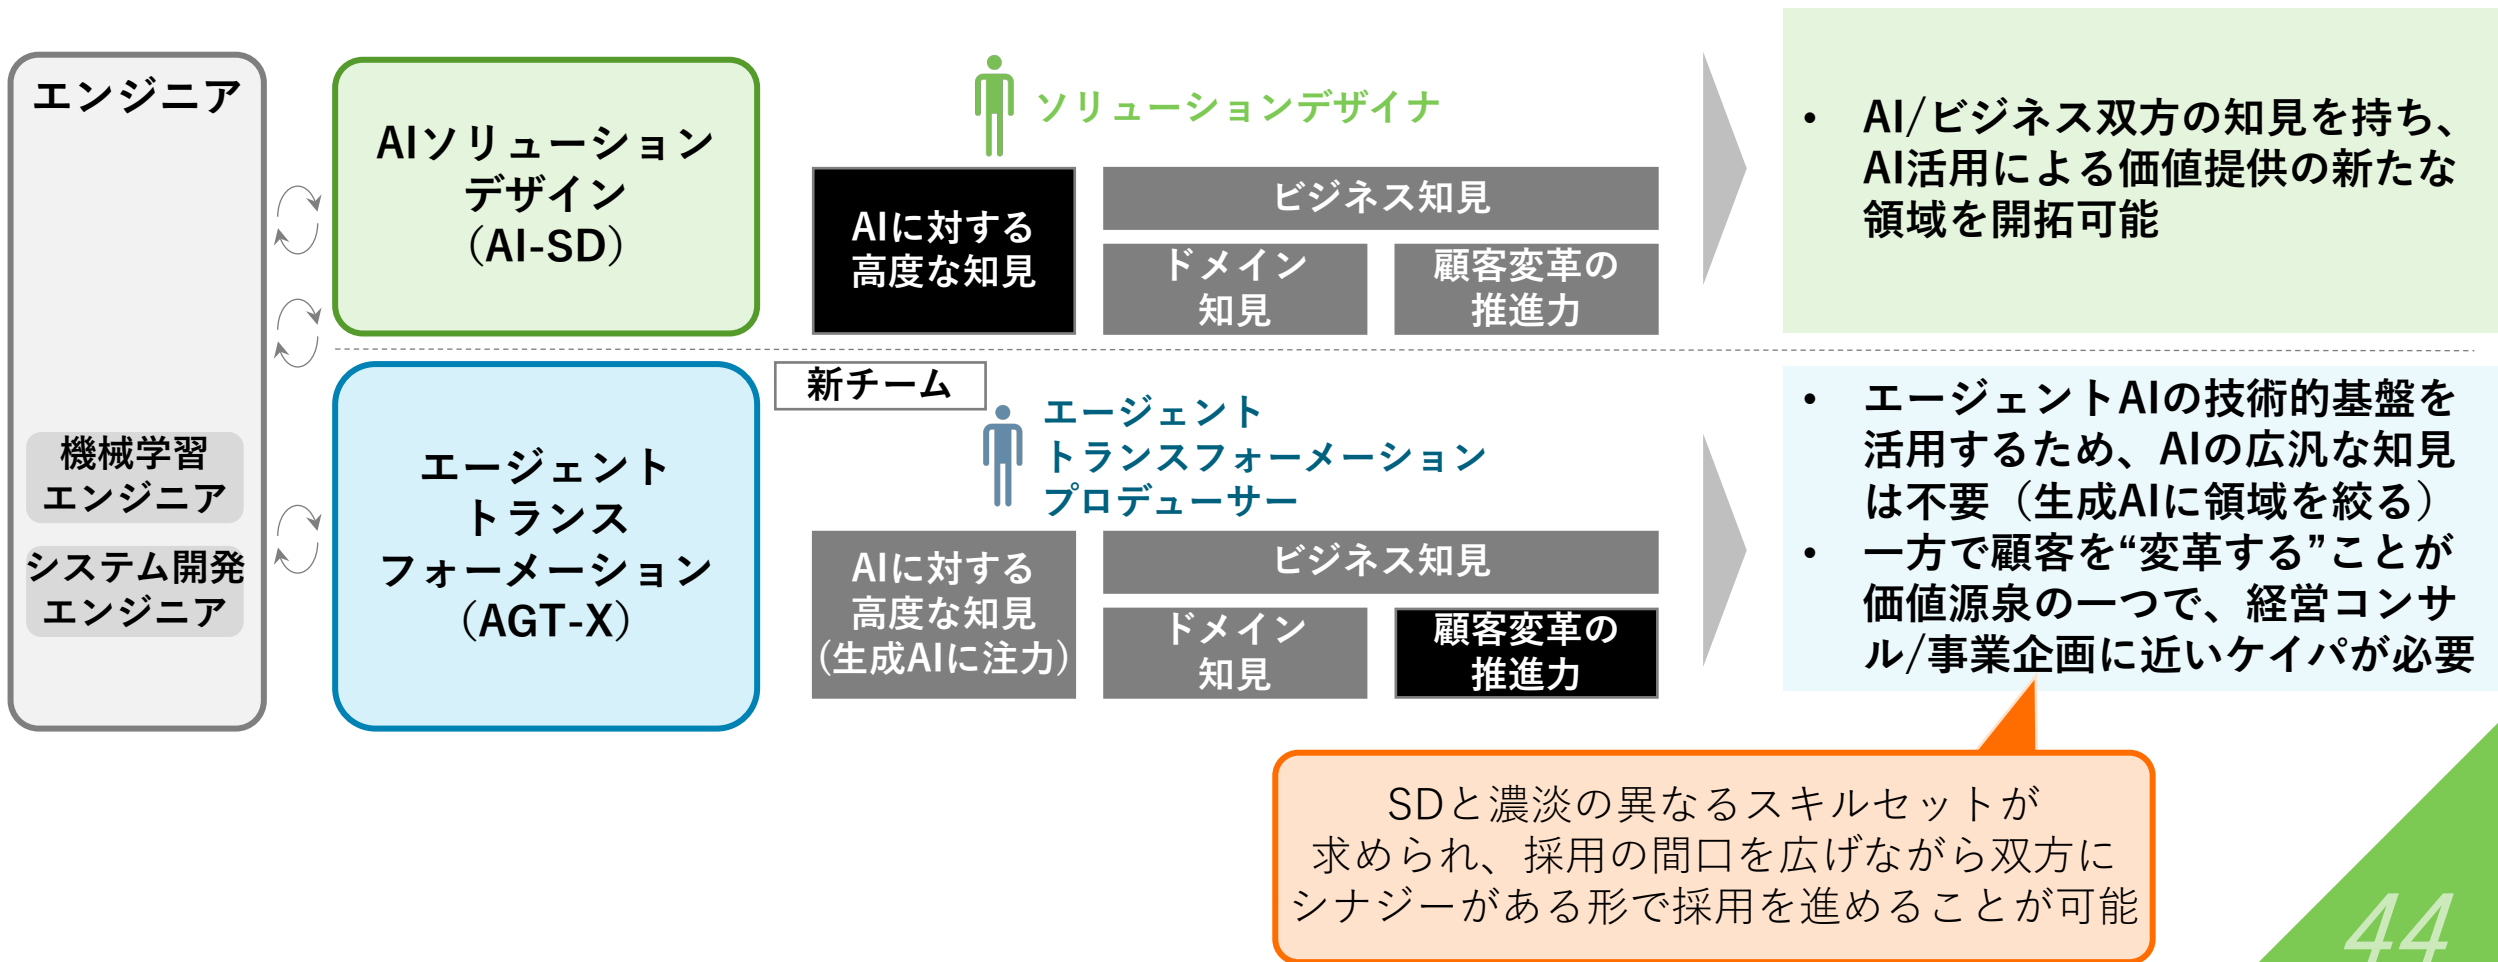 エンジニア
機械学習
エンジニア
システム開発
エンジニア
AIソリューション
デザイン
（AI-SD）
ソリューションデザイナ
AIに対する
高度な知見
ビジネス知見
ドメイン
知見
顧客変革の
推進力
• AI/ビジネス双方の知見を持ち、
AI活用による価値提供の新たな
領域を開拓可能
エージェント
トランス
フォーメーション
（AGT-X）
新チーム
エージェント
トランスフォーメーション
プロデューサー
AIに対する
高度な知見
（生成AIに注力）
ビジネス知見
ドメイン
知見
顧客変革の
推進力
• エージェントAIの技術的基盤を
活用するため、AIの広汎な知見
は不要（生成AIに領域を絞る）
• 一方で顧客を“変革する”ことが
価値源泉の一つで、経営コンサ
ル/事業企画に近いケイパが必要
SDと濃淡の異なるスキルセットが
求められ、採用の間口を広げながら双方に
シナジーがある形で採用を進めることが可能
44